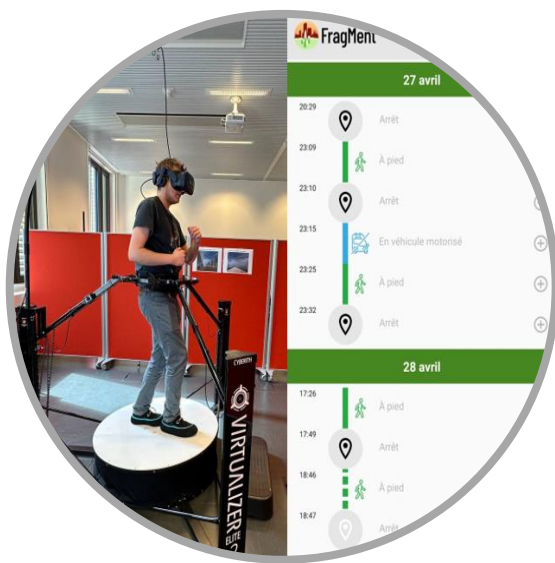 FragMent
27 avril
20:29
Arrêt
23:09
À pied
23:10
Arrêt
23:15
En véhicule motorisé
23:25
À pied
23:32
Arrêt
28 avril
17:26
À pied
17:49
Arrêt
18:46
À pied
18:47
Arrêt
CYBERITH
VIRTUALIZER
ELITE